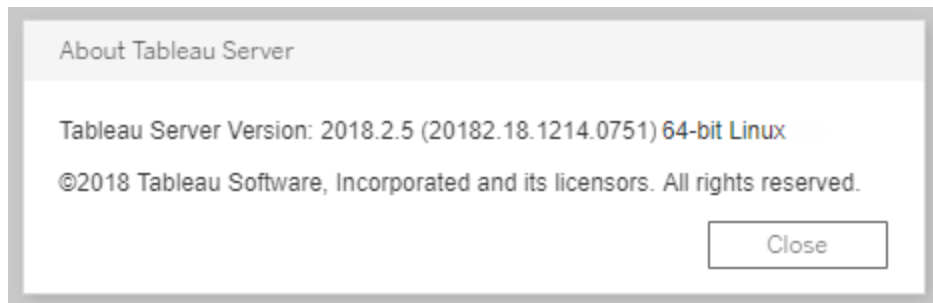 About Tableau Server
Tableau Server Version: 2018.2.5 (20182.18.1214.0751) 64-bit Linux
©2018 Tableau Software, Incorporated and its licensors. All rights reserved.
Close